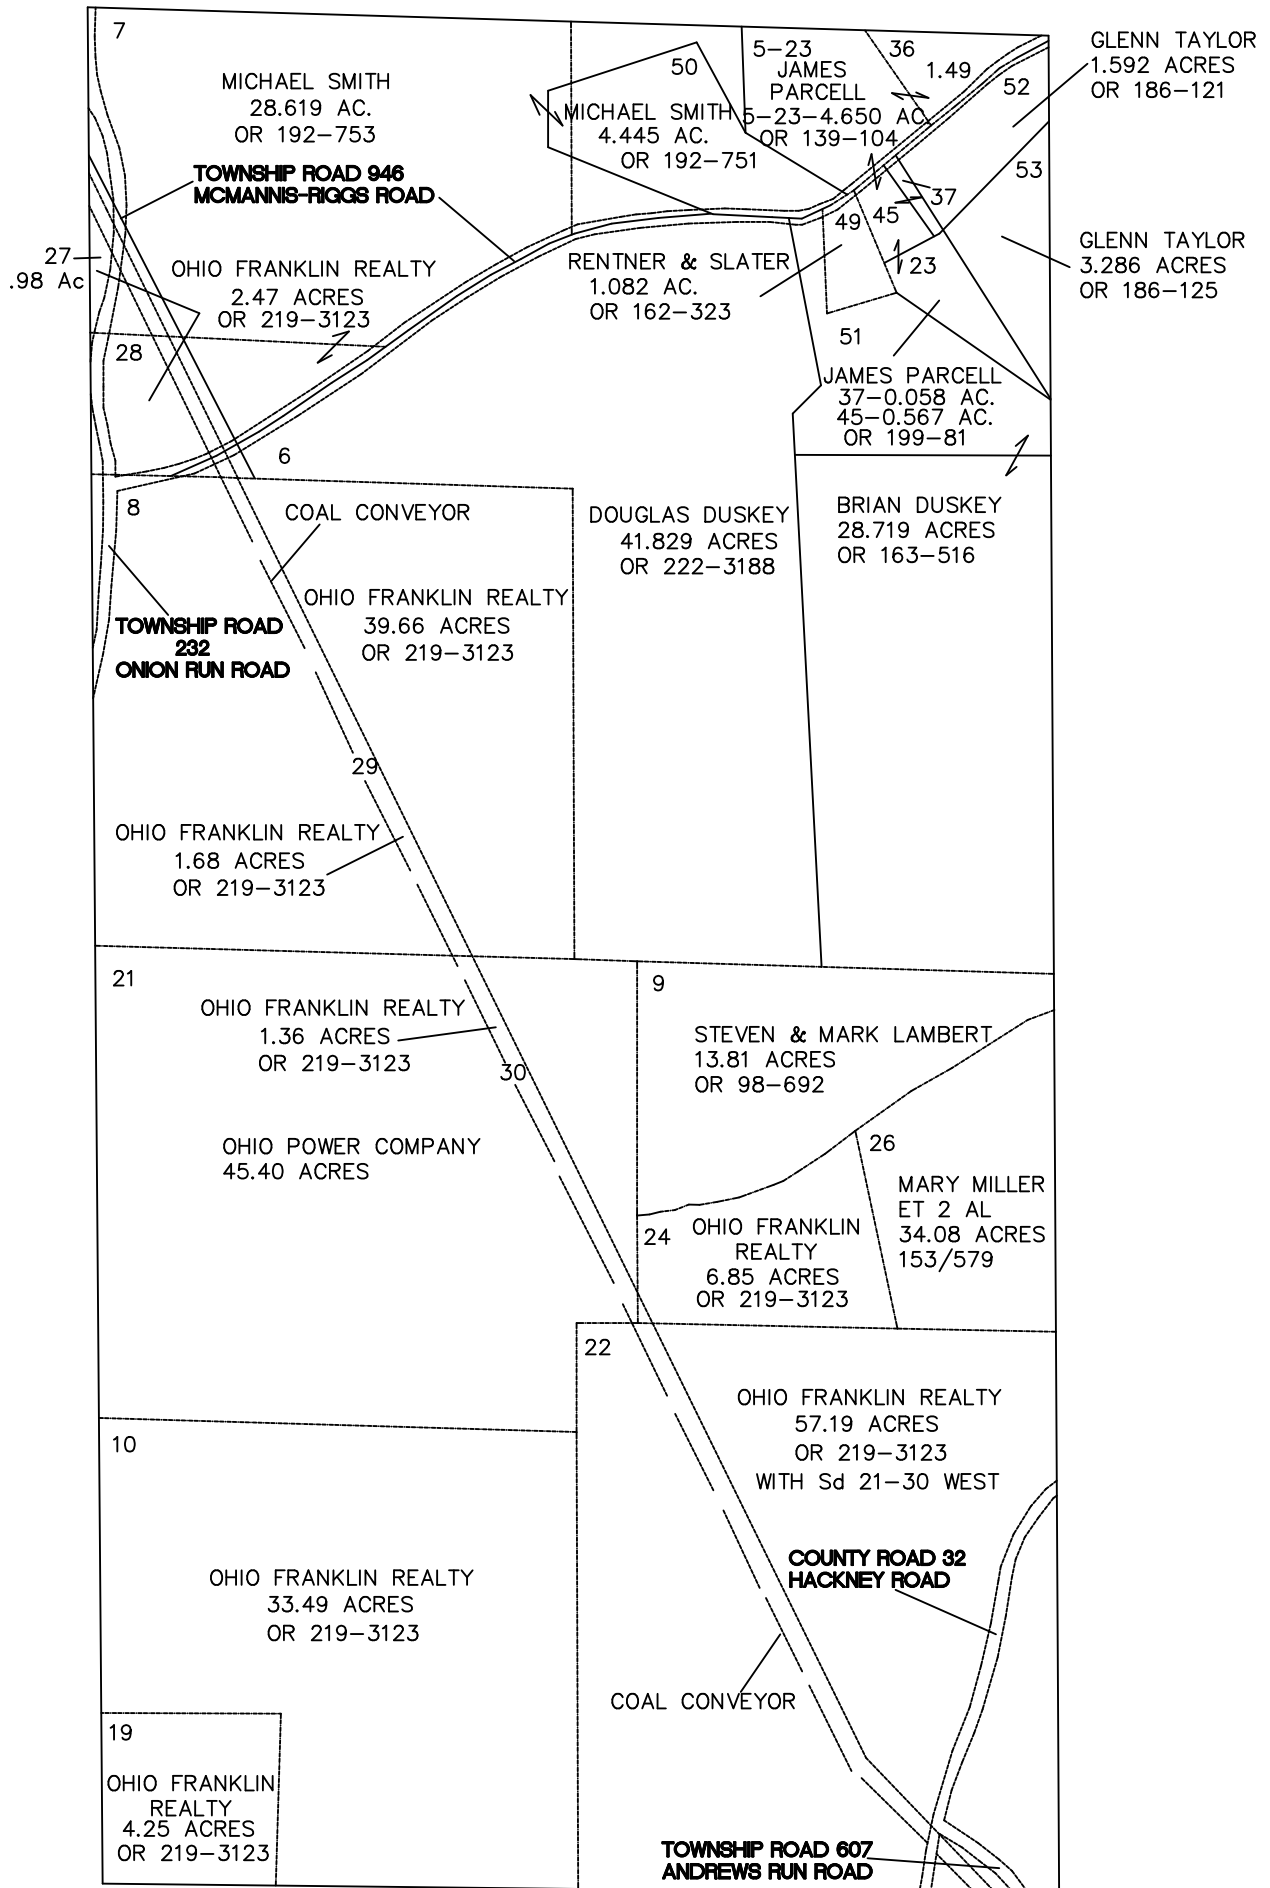 7
MICHAEL SMITH
28.619 AC.
OR 192-753
TOWNSHIP ROAD 946
MCMANNIS-RIGGS ROAD
50
MICHAEL SMITH
4.445 AC.
OR 192-751
5-23
JAMES
PARCELL
5-23-4.650 AC.
OR 139-104
36
1.49
52
GLENN TAYLOR
1.592 ACRES
OR 186-121
53
37
45
49
23
GLENN TAYLOR
3.286 ACRES
OR 186-125
27
.98 Ac
OHIO FRANKLIN REALTY
2.47 ACRES
OR 219-3123
RENTNER & SLATER
1.082 AC.
OR 162-323
28
51
JAMES PARCELL
37-0.058 AC.
45-0.567 AC.
OR 199-81
6
8
COAL CONVEYOR
DOUGLAS DUSKEY
41.829 ACRES
OR 222-3188
BRIAN DUSKEY
28.719 ACRES
OR 163-516
OHIO FRANKLIN REALTY
39.66 ACRES
OR 219-3123
TOWNSHIP ROAD
232
ONION RUN ROAD
29
OHIO FRANKLIN REALTY
1.68 ACRES
OR 219-3123
21
OHIO FRANKLIN REALTY
1.36 ACRES
OR 219-3123
30
9
STEVEN & MARK LAMBERT
13.81 ACRES
OR 98-692
OHIO POWER COMPANY
45.40 ACRES
26
MARY MILLER
ET 2 AL
34.08 ACRES
153/579
24
OHIO FRANKLIN
REALTY
6.85 ACRES
OR 219-3123
22
OHIO FRANKLIN REALTY
57.19 ACRES
OR 219-3123
WITH Sd 21-30 WEST
10
COUNTY ROAD 32
HACKNEY ROAD
OHIO FRANKLIN REALTY
33.49 ACRES
OR 219-3123
COAL CONVEYOR
19
OHIO FRANKLIN
REALTY
4.25 ACRES
OR 219-3123
TOWNSHIP ROAD 607
ANDREWS RUN ROAD